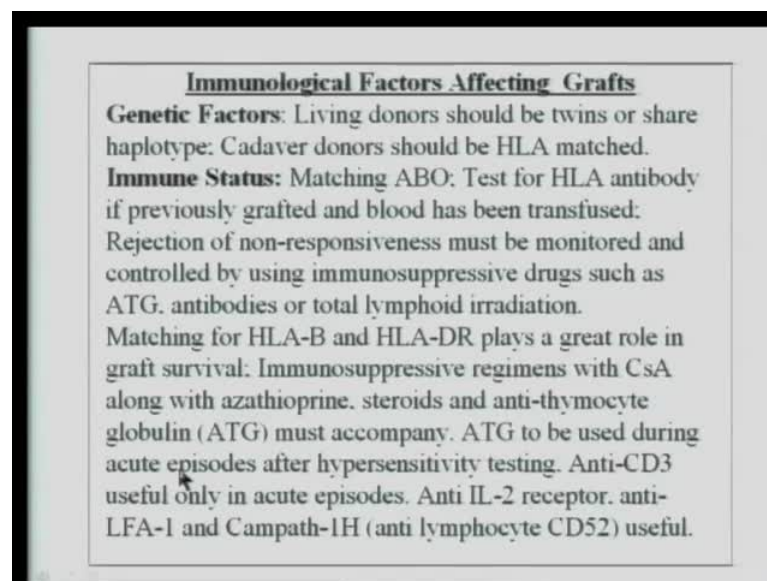 Immunological Factors Affecting Grafts
Genetic Factors: Living donors should be twins or share
haplotype; Cadaver donors should be HLA matched.
Immune Status: Matching ABO; Test for HLA antibody
if previously grafted and blood has been transfused;
Rejection of non-responsiveness must be monitored and
controlled by using immunosuppressive drugs such as
ATG, antibodies or total lymphoid irradiation.
Matching for HLA-B and HLA-DR plays a great role in
graft survival; Immunosuppressive regimens with CsA
along with azathioprine, steroids and anti-thymocyte
globulin (ATG) must accompany. ATG to be used during
acute episodes after hypersensitivity testing. Anti-CD3
useful only in acute episodes. Anti IL-2 receptor, anti-
LFA-1 and Campath-1H (anti lymphocyte CD52) useful.